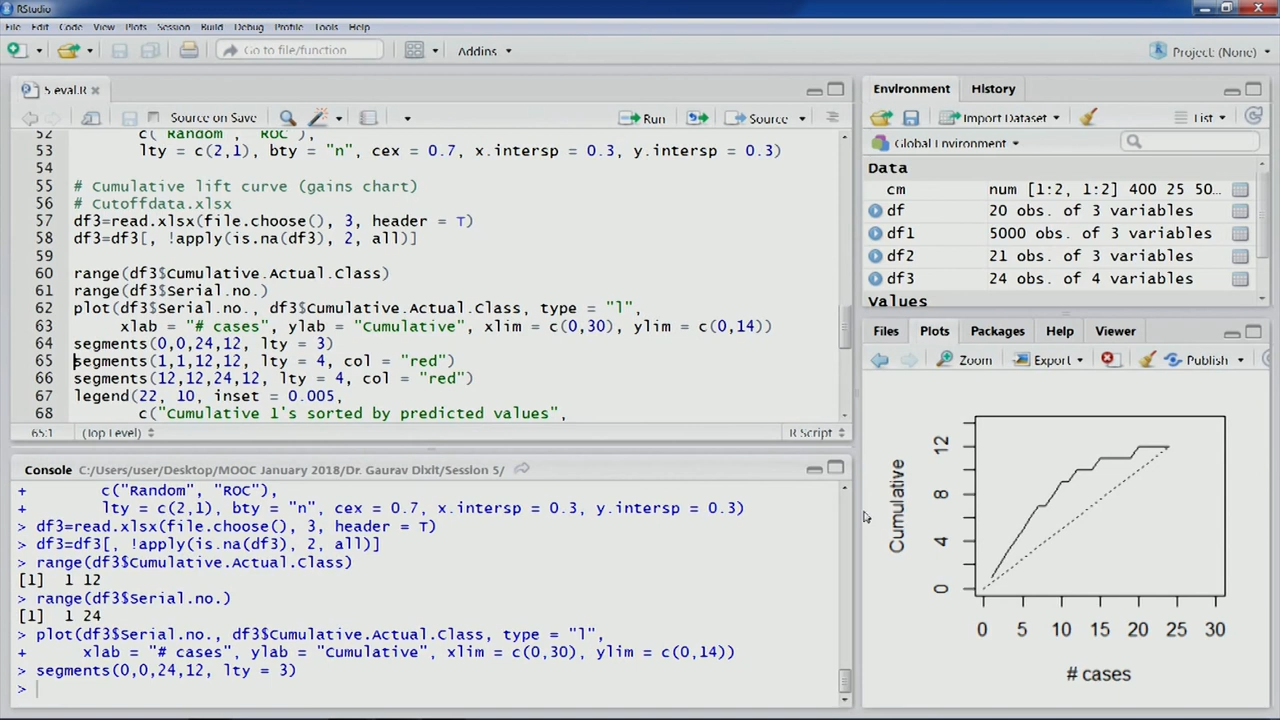 RStudio
File Edit Code View Plots Session Build Debug Profile Tools Help
Go to file/function
Addins
Project: (None)
5 eval.R
Source on Save
Run
Source
52 c("Random", "ROC"),
53 lty = c(2,1), bty = "n", cex = 0.7, x.intersp = 0.3, y.intersp = 0.3)
54
55 # Cumulative lift curve (gains chart)
56 # Cutoffdata.xlsx
57 df3=read.xlsx(file.choose(), 3, header = T)
58 df3=df3[, !apply(is.na(df3), 2, all)]
59
60 range(df3$Cumulative.Actual.Class)
61 range(df3$Serial.no.)
62 plot(df3$Serial.no., df3$Cumulative.Actual.Class, type = "l",
63 xlab = "# cases", ylab = "Cumulative", xlim = c(0,30), ylim = c(0,14))
64 segments(0,0,24,12, lty = 3)
65 segments(1,1,12,12, lty = 4, col = "red")
66 segments(12,12,24,12, lty = 4, col = "red")
67 legend(22, 10, inset = 0.005,
68 c("Cumulative 1's sorted by predicted values",
65:1 (Top Level) R Script
Console C:/Users/user/Desktop/MOOC January 2018/Dr. Gaurav Dixit/Session 5/
+ c("Random", "ROC"),
+ lty = c(2,1), bty = "n", cex = 0.7, x.intersp = 0.3, y.intersp = 0.3)
> df3=read.xlsx(file.choose(), 3, header = T)
> df3=df3[, !apply(is.na(df3), 2, all)]
> range(df3$Cumulative.Actual.Class)
[1] 1 12
> range(df3$Serial.no.)
[1] 1 24
> plot(df3$Serial.no., df3$Cumulative.Actual.Class, type = "l",
+ xlab = "# cases", ylab = "Cumulative", xlim = c(0,30), ylim = c(0,14))
> segments(0,0,24,12, lty = 3)
>
Environment History
Import Dataset
List
Global Environment
Data
cm num [1:2, 1:2] 400 25 50…
df 20 obs. of 3 variables
df1 5000 obs. of 3 variables
df2 21 obs. of 3 variables
df3 24 obs. of 4 variables
Values
Files Plots Packages Help Viewer
Zoom Export Publish
Cumulative
12
8
4
0
0 5 10 15 20 25 30
# cases